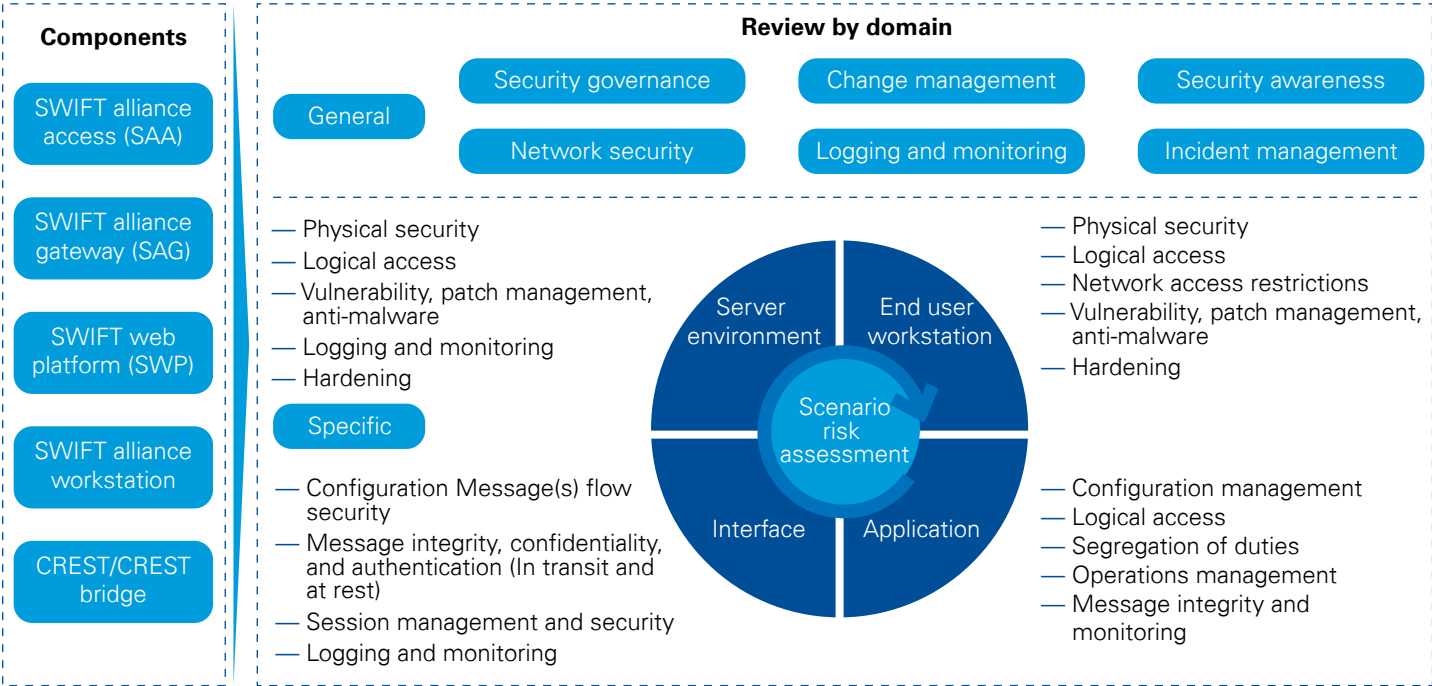 Components
SWIFT alliance
access (SAA)
SWIFT alliance
gateway (SAG)
SWIFT web
platform (SWP)
SWIFT alliance
workstation
CREST/CREST
bridge
Review by domain
General
Security governance
Change management
Security awareness
Network security
Logging and monitoring
Incident management
— Physical security
— Logical access
— Vulnerability, patch management,
anti-malware
— Logging and monitoring
— Hardening
Specific
— Configuration Message(s) flow
security
— Message integrity, confidentiality,
and authentication (In transit and
at rest)
— Session management and security
— Logging and monitoring
Server
environment
End user
workstation
Scenario
risk
assessment
Interface
Application
— Physical security
— Logical access
— Network access restrictions
— Vulnerability, patch management,
anti-malware
— Hardening
— Configuration management
— Logical access
— Segregation of duties
— Operations management
— Message integrity and
monitoring